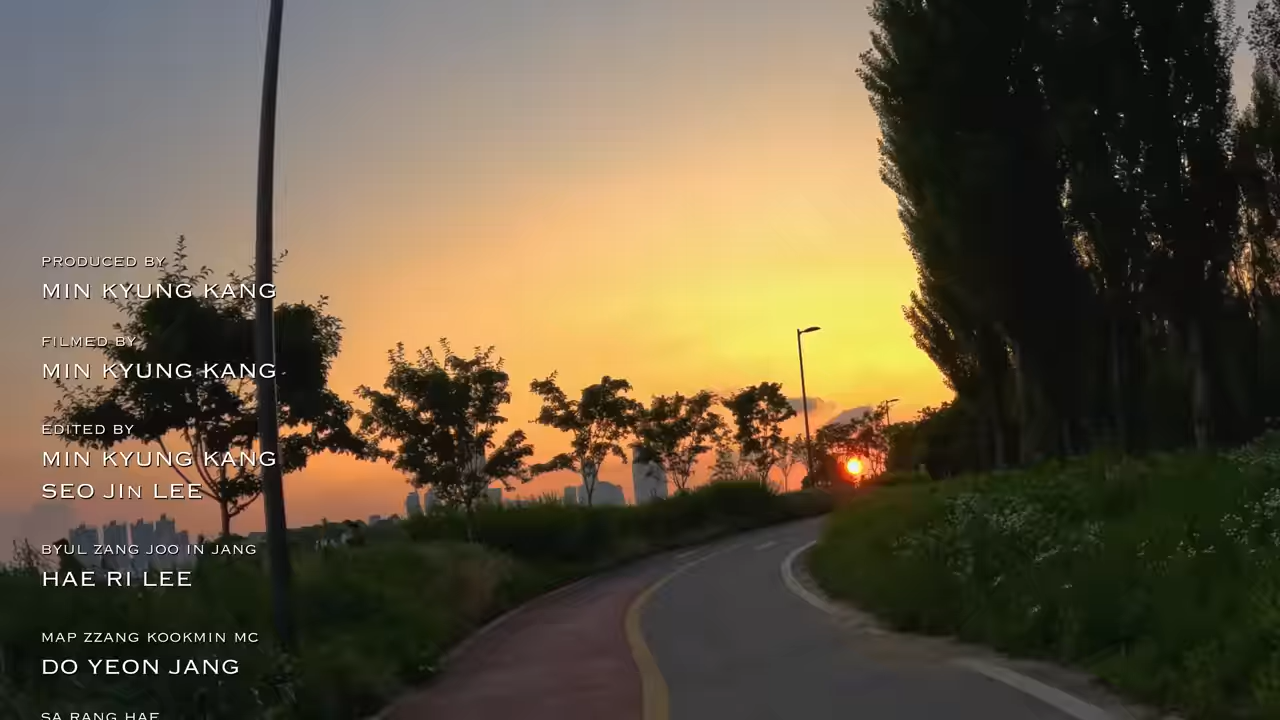 PRODUCED BY
MIN KYUNG KANG
FILMED BY
MIN KYUNG KANG
EDITED BY
MIN KYUNG KANG
SEO JIN LEE
BYUL ZANG JOO IN JANG
HAE RI LEE
MAP ZZANG KOOKMIN MC
DO YEON JANG
SA RANG HAE